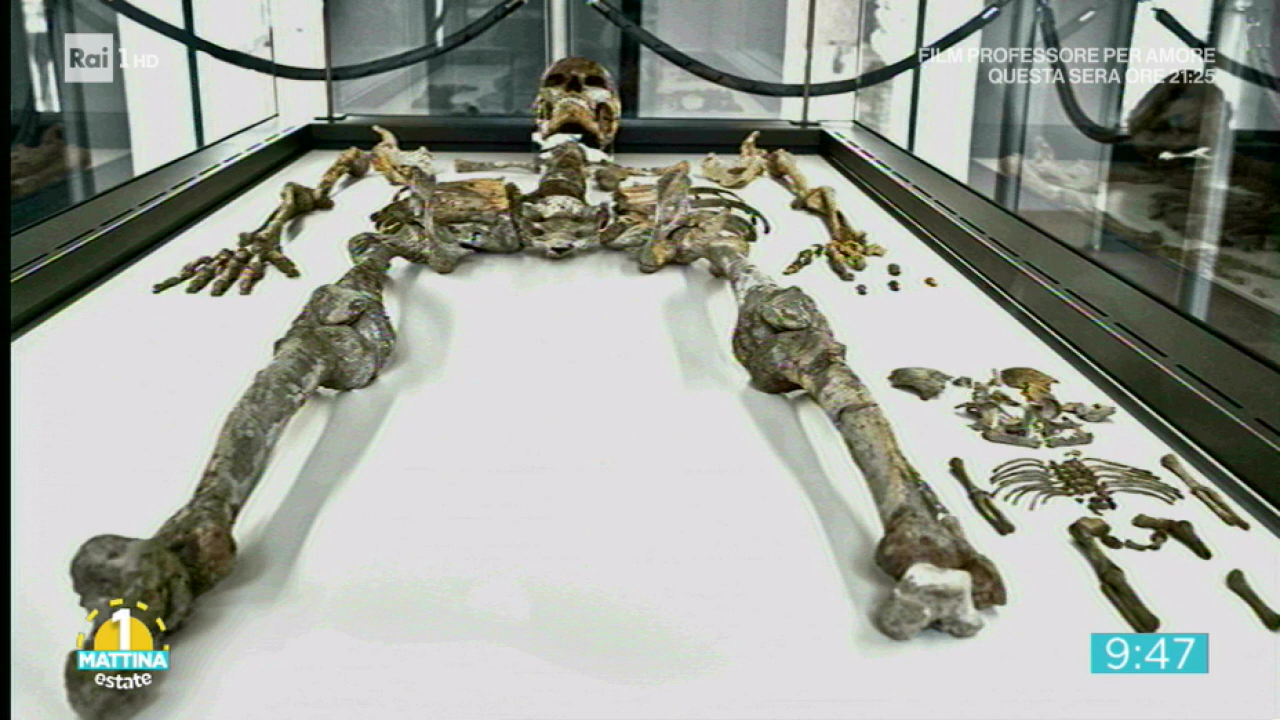 Rai 1 HD
FILM PROFESSORE PER AMORE
QUESTA SERA ORE 21:25
1
MATTINA
estate
9:47